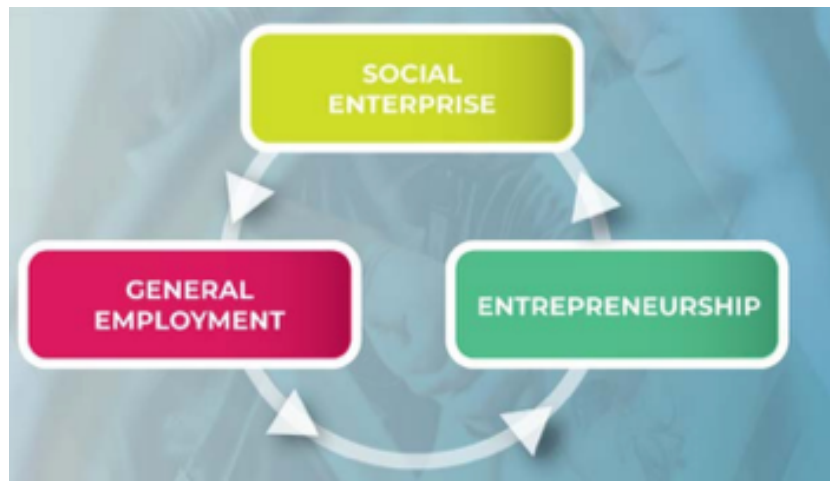 SOCIAL
ENTERPRISE
GENERAL
EMPLOYMENT
ENTREPRENEURSHIP